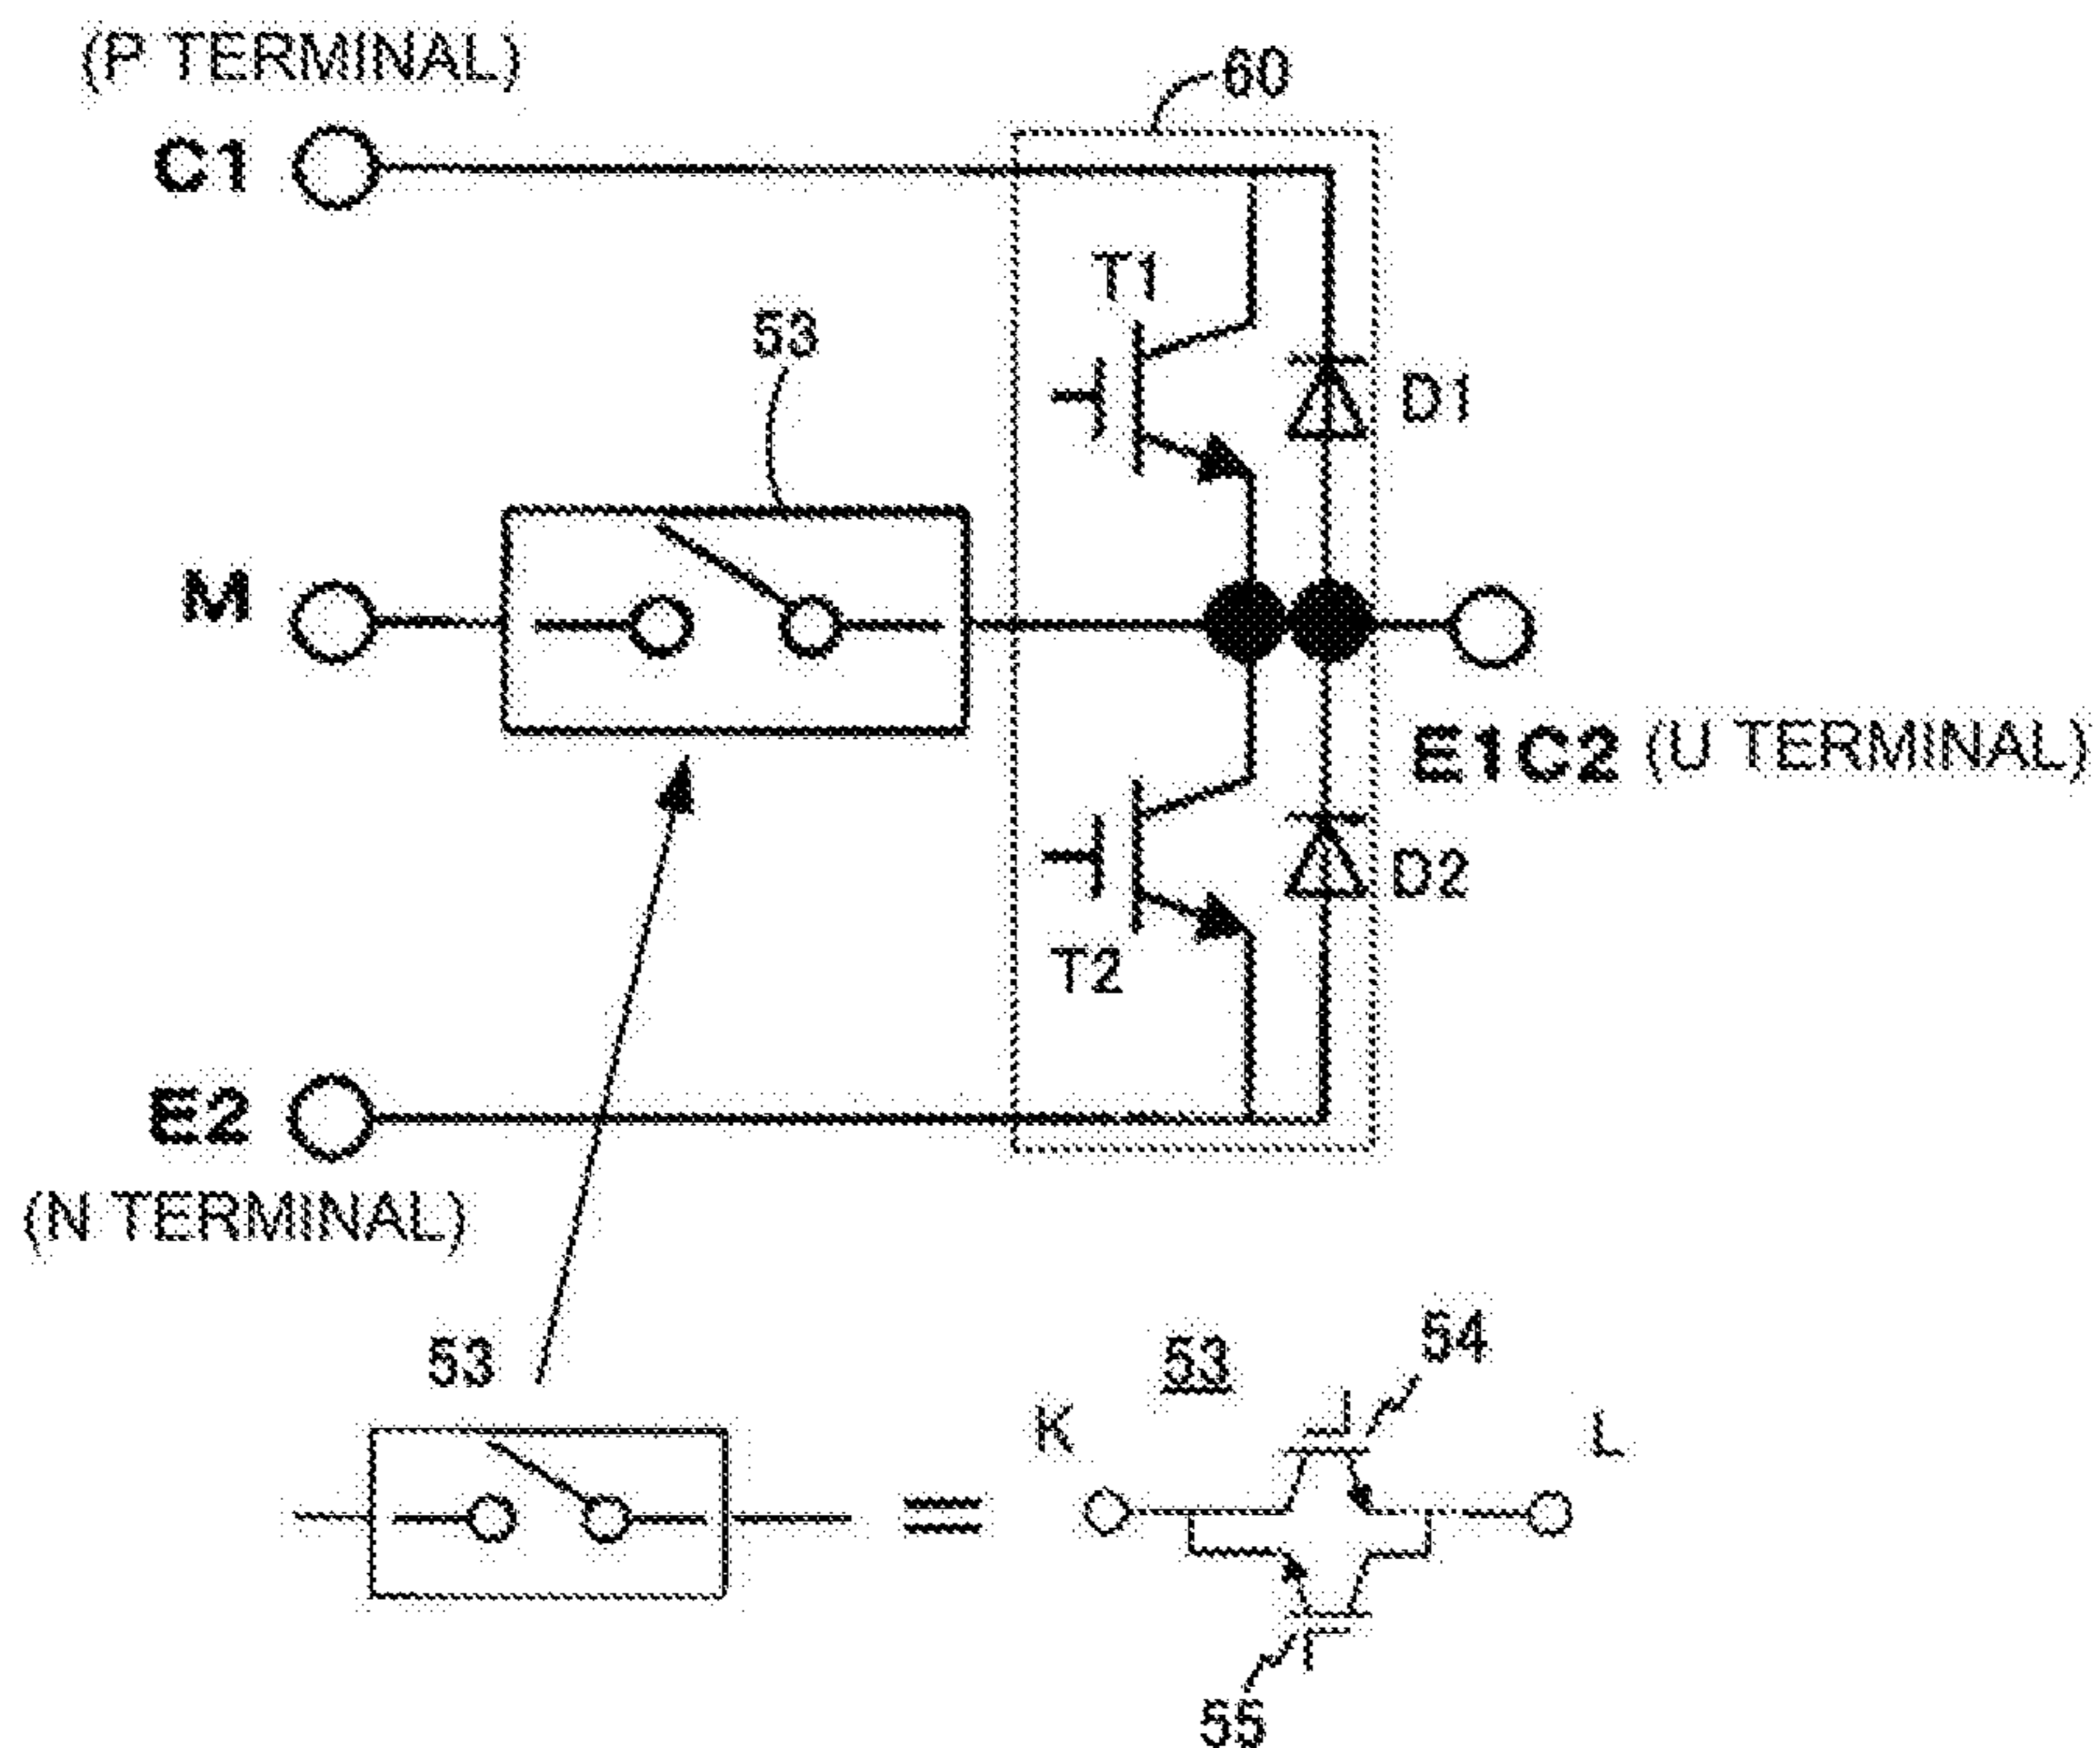 (P TERMINAL)
60
C1
T1
53
D1
M
E1C2 (U TERMINAL)
D2
T2
E2
(N TERMINAL)
53
53
54
K
L
55